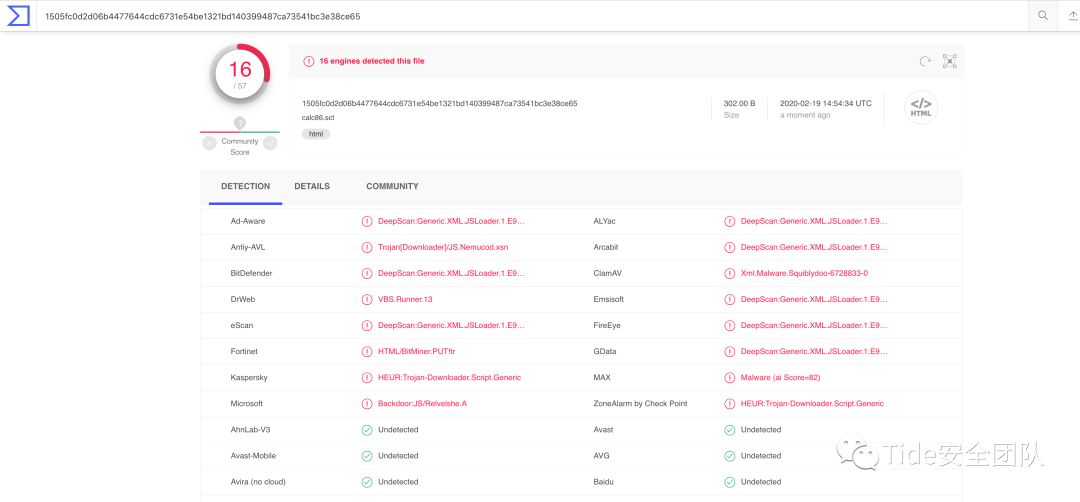 1505fc0d2d06b4477644cdc6731e54be1321bd140399487ca73541bc3e38ce65
16
/ 57
?
Community
Score
16 engines detected this file
1505fc0d2d06b4477644cdc6731e54be1321bd140399487ca73541bc3e38ce65
calc86.sct
html
302.00 B
Size
2020-02-19 14:54:34 UTC
a moment ago
</>
HTML
DETECTION DETAILS COMMUNITY
Ad-Aware DeepScan:Generic.XML.JSLoader.1.E9... ALYac DeepScan:Generic.XML.JSLoader.1.E9...
Antiy-AVL Trojan[Downloader]/JS.Nemucod.xsn Arcabit DeepScan:Generic.XML.JSLoader.1.E9...
BitDefender DeepScan:Generic.XML.JSLoader.1.E9... ClamAV Xml.Malware.Squiblydoo-6728833-0
DrWeb VBS.Runner.13 Emsisoft DeepScan:Generic.XML.JSLoader.1.E9...
eScan DeepScan:Generic.XML.JSLoader.1.E9... FireEye DeepScan:Generic.XML.JSLoader.1.E9...
Fortinet HTML/BitMiner.PUT!tr GData DeepScan:Generic.XML.JSLoader.1.E9...
Kaspersky HEUR:Trojan-Downloader.Script.Generic MAX Malware (ai Score=82)
Microsoft Backdoor:JS/Relvelshe.A ZoneAlarm by Check Point HEUR:Trojan-Downloader.Script.Generic
AhnLab-V3 Undetected Avast Undetected
Avast-Mobile Undetected AVG Undetected
Avira (no cloud) Undetected Baidu Undetected
Tide安全团队